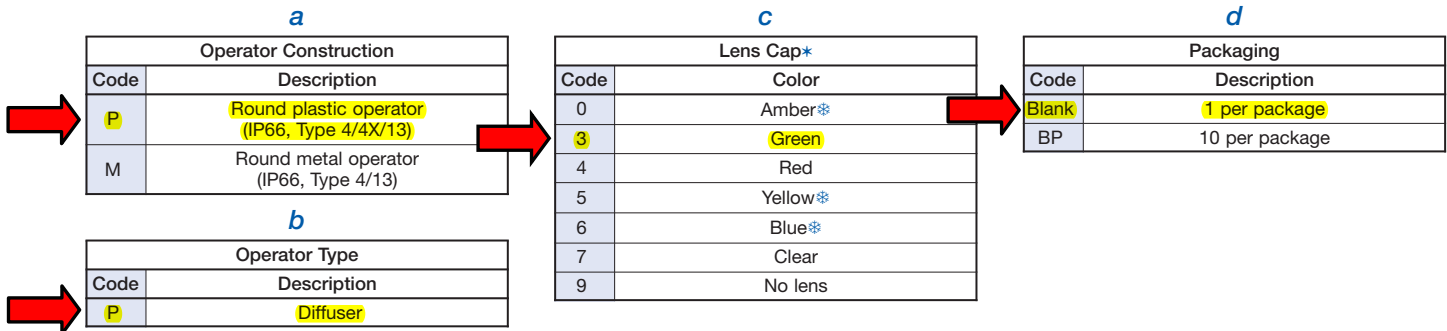 a
Operator Construction
Code Description
P Round plastic operator
(IP66, Type 4/4X/13)
M Round metal operator
(IP66, Type 4/13)
b
Operator Type
Code Description
P Diffuser
c
Lens Cap✶
Code Color
0 Amber❄
3 Green
4 Red
5 Yellow❄
6 Blue❄
7 Clear
9 No lens
d
Packaging
Code Description
Blank 1 per package
BP 10 per package